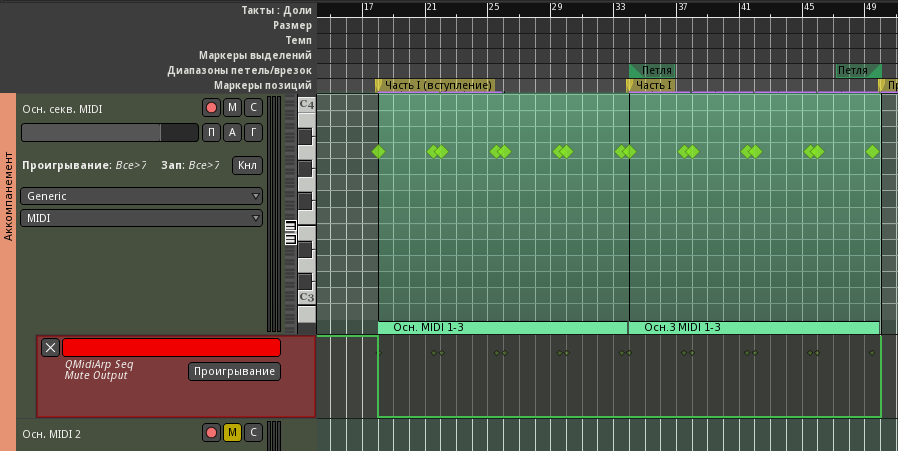 Такты : Доли
17 21 25 29 33 37 41 45 49
Размер
Темп
Маркеры выделений
Диапазоны петель/врезок
Петля Петля
Маркеры позиций
Часть I (вступление) Часть I
Аккомпанемент
Осн. секв. MIDI
М С
C4
П А Г
Проигрывание: Все>7 Зап: Все>7 Кнл
Generic
MIDI
C3
Осн. MIDI 1-3 Осн.3 MIDI 1-3
QMidiArp Seq
Mute Output
Проигрывание
Осн. MIDI 2
М С